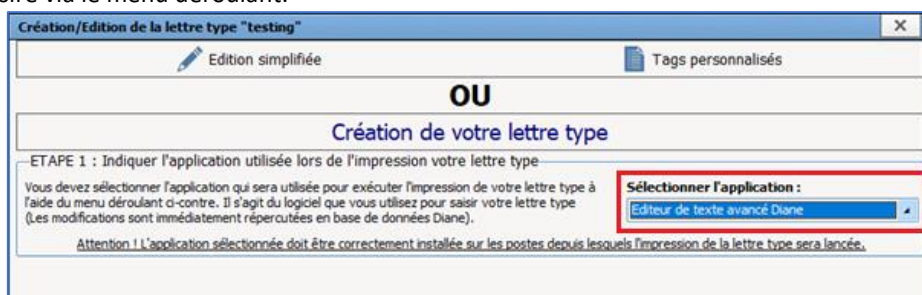 via le menu déroulant.
Création/Edition de la lettre type "testing"
Edition simplifiée
Tags personnalisés
OU
Création de votre lettre type
ETAPE 1 : Indiquer l'application utilisée lors de l'impression votre lettre type
Vous devez sélectionner l'application qui sera utilisée pour exécuter l'impression de votre lettre type à
l'aide du menu déroulant ci-contre. Il s'agit du logiciel que vous utilisez pour saisir votre lettre type
(Les modifications sont immédiatement répercutées en base de données Diane).
Sélectionner l'application :
Editeur de texte avancé Diane
Attention ! L'application sélectionnée doit être correctement installée sur les postes depuis lesquels l'impression de la lettre type sera lancée.